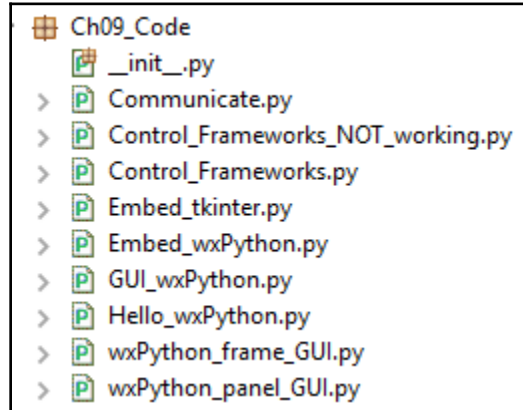 Ch09_Code
__init__.py
Communicate.py
Control_Frameworks_NOT_working.py
Control_Frameworks.py
Embed_tkinter.py
Embed_wxPython.py
GUI_wxPython.py
Hello_wxPython.py
wxPython_frame_GUI.py
wxPython_panel_GUI.py